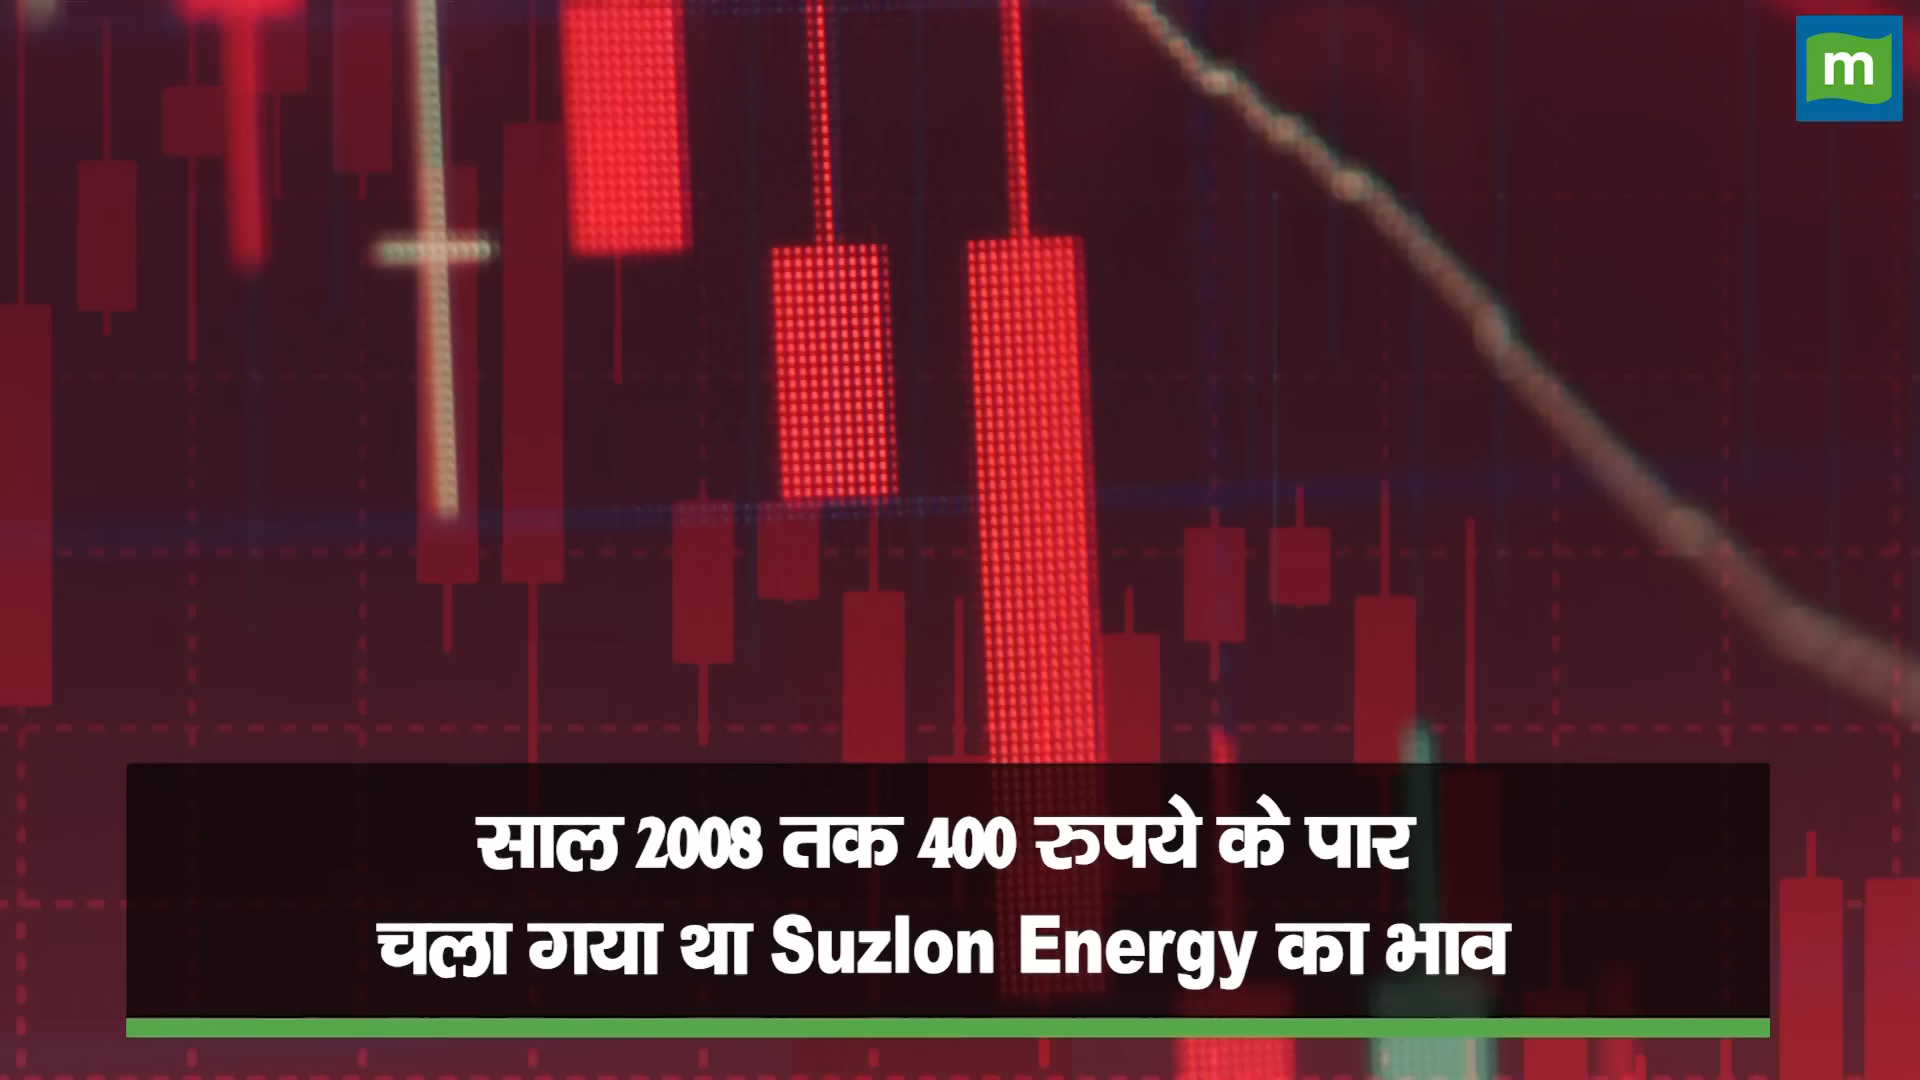 m
साल 2008 तक 400 रुपये के पार
चला गया था Suzlon Energy का भाव